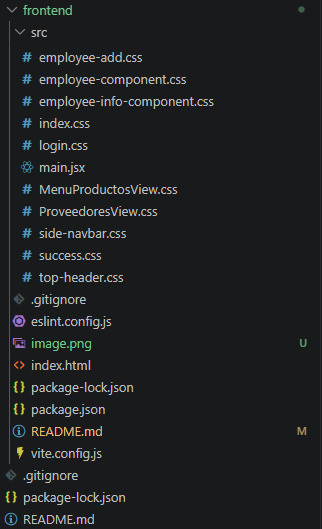 frontend
src
employee-add.css
employee-component.css
employee-info-component.css
index.css
login.css
main.jsx
MenuProductosView.css
ProveedoresView.css
side-navbar.css
success.css
top-header.css
.gitignore
eslint.config.js
image.png U
index.html
package-lock.json
package.json
README.md M
vite.config.js
.gitignore
package-lock.json
README.md